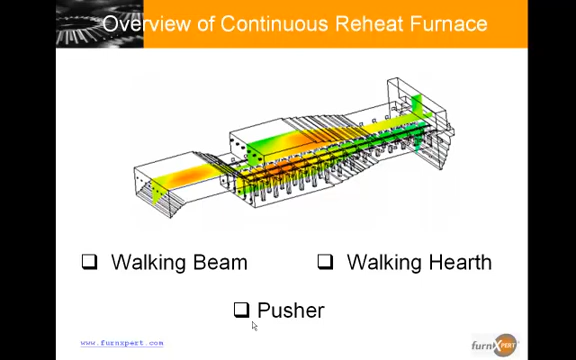 Overview of Continuous Reheat Furnace
Walking Beam
Walking Hearth
Pusher
www.furnxpert.com
furnXPERT